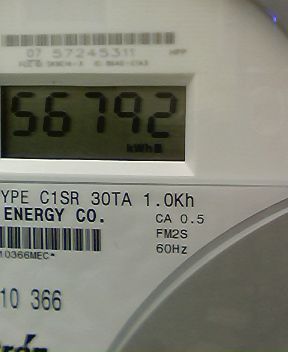 07 57245311
56792
kWh
YPE C1SR 30TA 1.0Kh
ENERGY CO.
CA 0.5
FM2S
60Hz
10366MEC*
10 366